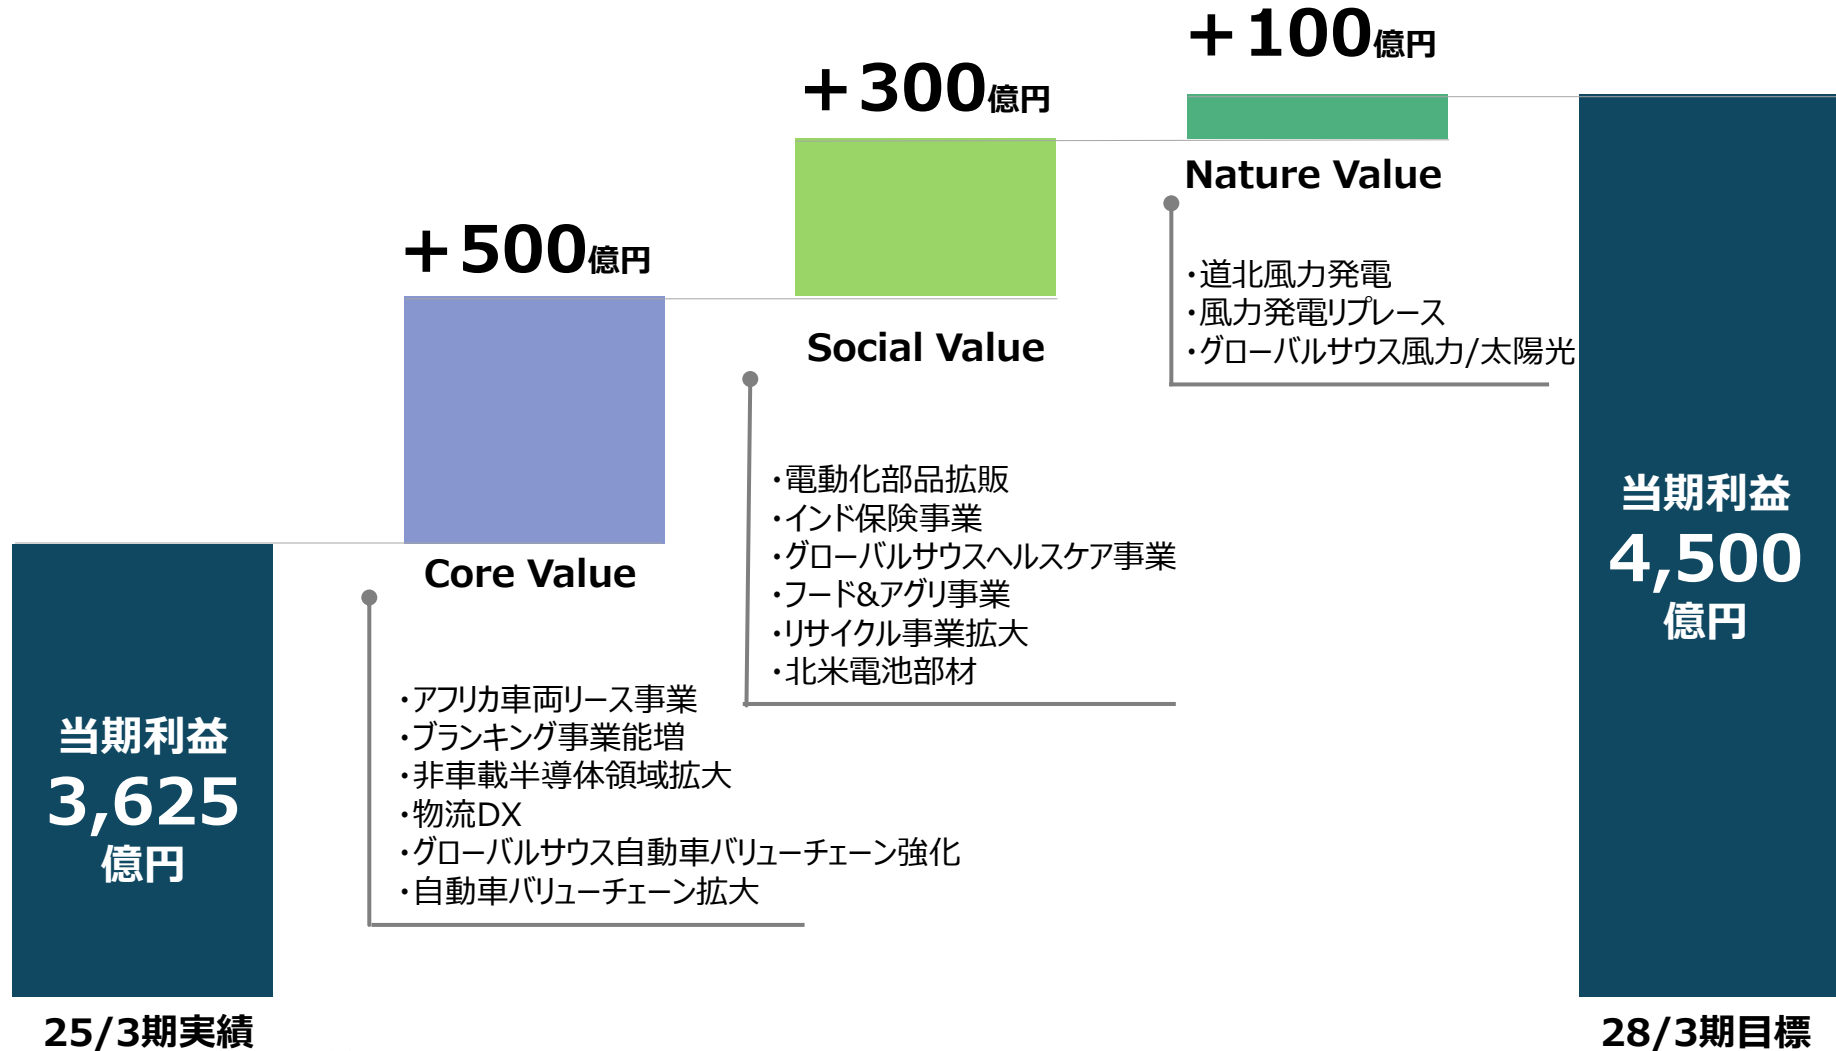 当期利益
3,625
億円
25/3期実績
+500億円
Core Value
・アフリカ車両リース事業
・ブランキング事業能増
・非車載半導体領域拡大
・物流DX
・グローバルサウス自動車バリューチェーン強化
・自動車バリューチェーン拡大
+300億円
Social Value
・電動化部品拡販
・インド保険事業
・グローバルサウスヘルスケア事業
・フード&アグリ事業
・リサイクル事業拡大
・北米電池部材
+100億円
Nature Value
・道北風力発電
・風力発電リプレース
・グローバルサウス風力/太陽光
当期利益
4,500
億円
28/3期目標